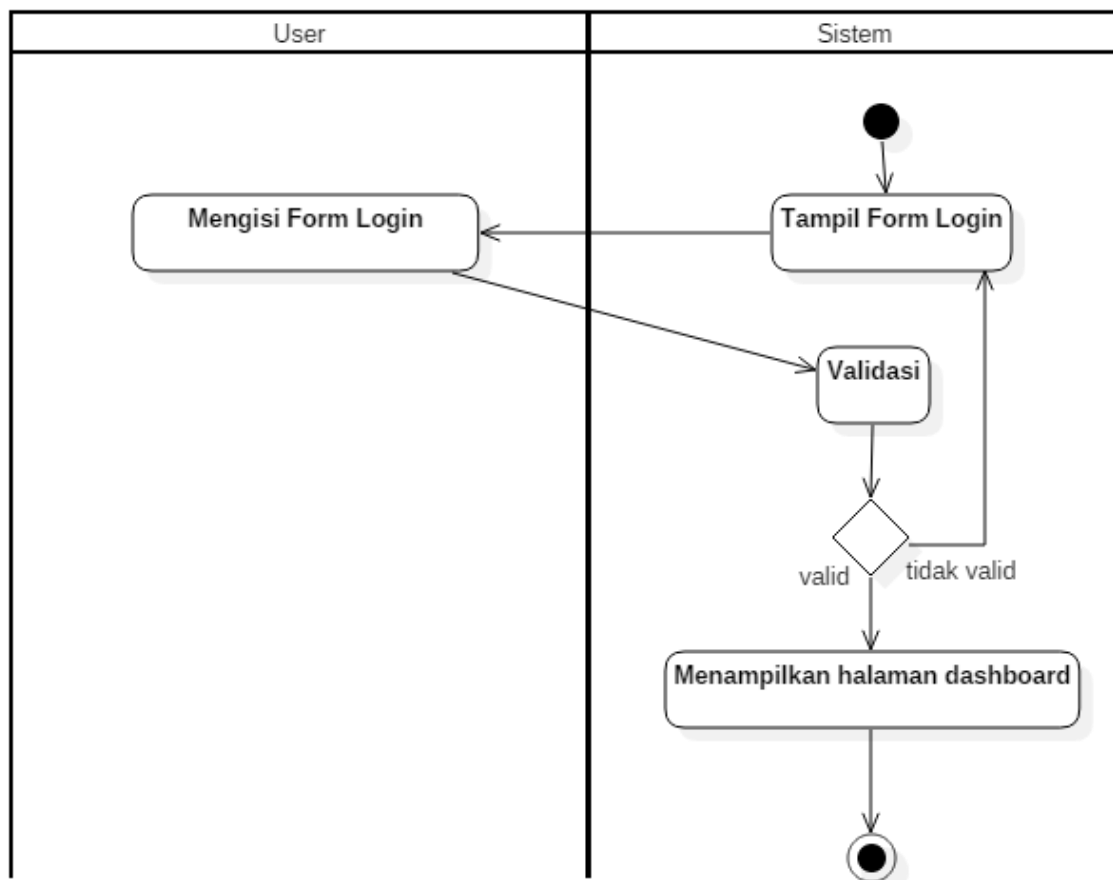 User
Sistem
Mengisi Form Login
Tampil Form Login
Validasi
valid
tidak valid
Menampilkan halaman dashboard